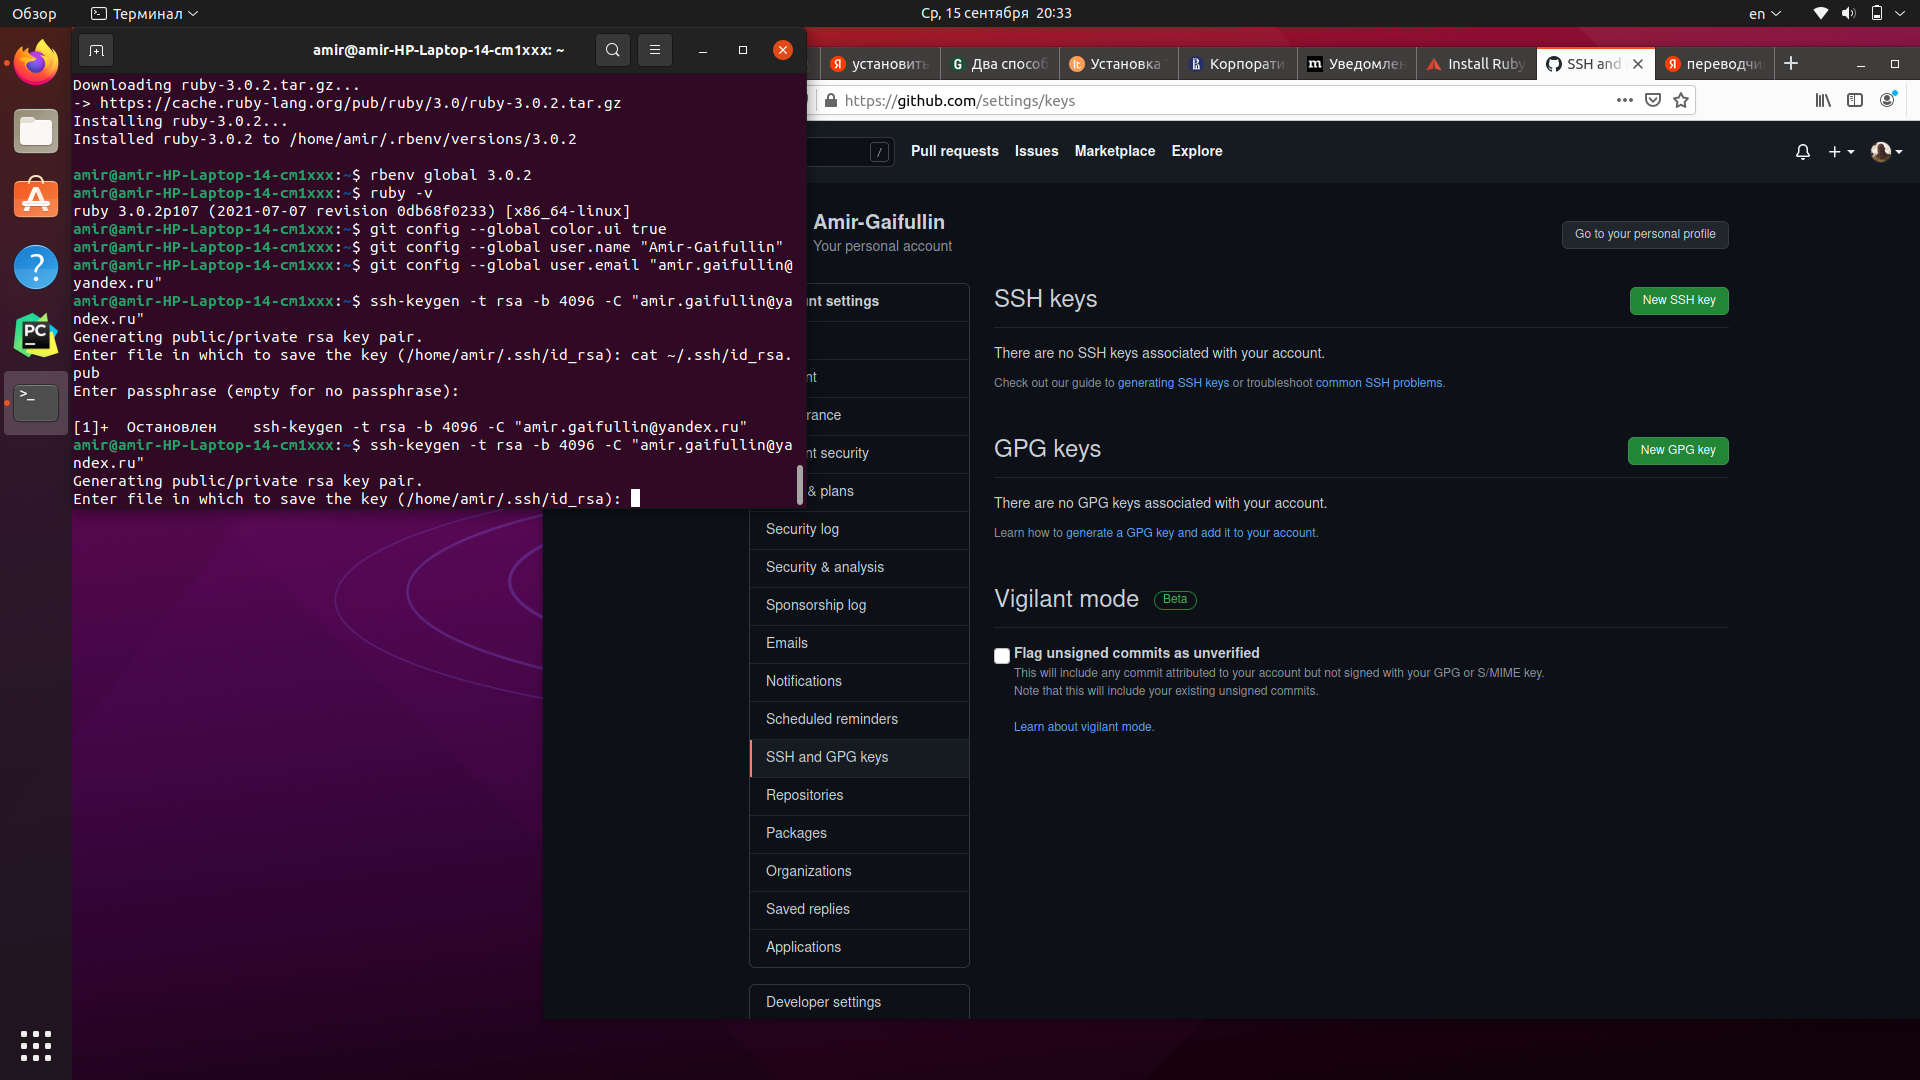 Обзор
Терминал
Ср, 15 сентября 20:33
en
amir@amir-HP-Laptop-14-cm1xxx: ~
Downloading ruby-3.0.2.tar.gz...
-> https://cache.ruby-lang.org/pub/ruby/3.0/ruby-3.0.2.tar.gz
Installing ruby-3.0.2...
Installed ruby-3.0.2 to /home/amir/.rbenv/versions/3.0.2
amir@amir-HP-Laptop-14-cm1xxx:~$ rbenv global 3.0.2
amir@amir-HP-Laptop-14-cm1xxx:~$ ruby -v
ruby 3.0.2p107 (2021-07-07 revision 0db68f0233) [x86_64-linux]
amir@amir-HP-Laptop-14-cm1xxx:~$ git config --global color.ui true
amir@amir-HP-Laptop-14-cm1xxx:~$ git config --global user.name "Amir-Gaifullin"
amir@amir-HP-Laptop-14-cm1xxx:~$ git config --global user.email "amir.gaifullin@
yandex.ru"
amir@amir-HP-Laptop-14-cm1xxx:~$ ssh-keygen -t rsa -b 4096 -C "amir.gaifullin@ya
ndex.ru"
Generating public/private rsa key pair.
Enter file in which to save the key (/home/amir/.ssh/id_rsa): cat ~/.ssh/id_rsa.
pub
Enter passphrase (empty for no passphrase):
[1]+  Остановлен    ssh-keygen -t rsa -b 4096 -C "amir.gaifullin@yandex.ru"
amir@amir-HP-Laptop-14-cm1xxx:~$ ssh-keygen -t rsa -b 4096 -C "amir.gaifullin@ya
ndex.ru"
Generating public/private rsa key pair.
Enter file in which to save the key (/home/amir/.ssh/id_rsa):
PC
>_
установить
Два способ
Установка
Корпорати
Уведомлен
Install Ruby
SSH and
переводчи
https://github.com/settings/keys
/
Pull requests
Issues
Marketplace
Explore
Amir-Gaifullin
Your personal account
Go to your personal profile
nt settings
nt
rance
nt security
& plans
Security log
Security & analysis
Sponsorship log
Emails
Notifications
Scheduled reminders
SSH and GPG keys
Repositories
Packages
Organizations
Saved replies
Applications
Developer settings
SSH keys
New SSH key
There are no SSH keys associated with your account.
Check out our guide to generating SSH keys or troubleshoot common SSH problems.
GPG keys
New GPG key
There are no GPG keys associated with your account.
Learn how to generate a GPG key and add it to your account.
Vigilant mode
Beta
Flag unsigned commits as unverified
This will include any commit attributed to your account but not signed with your GPG or S/MIME key.
Note that this will include your existing unsigned commits.
Learn about vigilant mode.